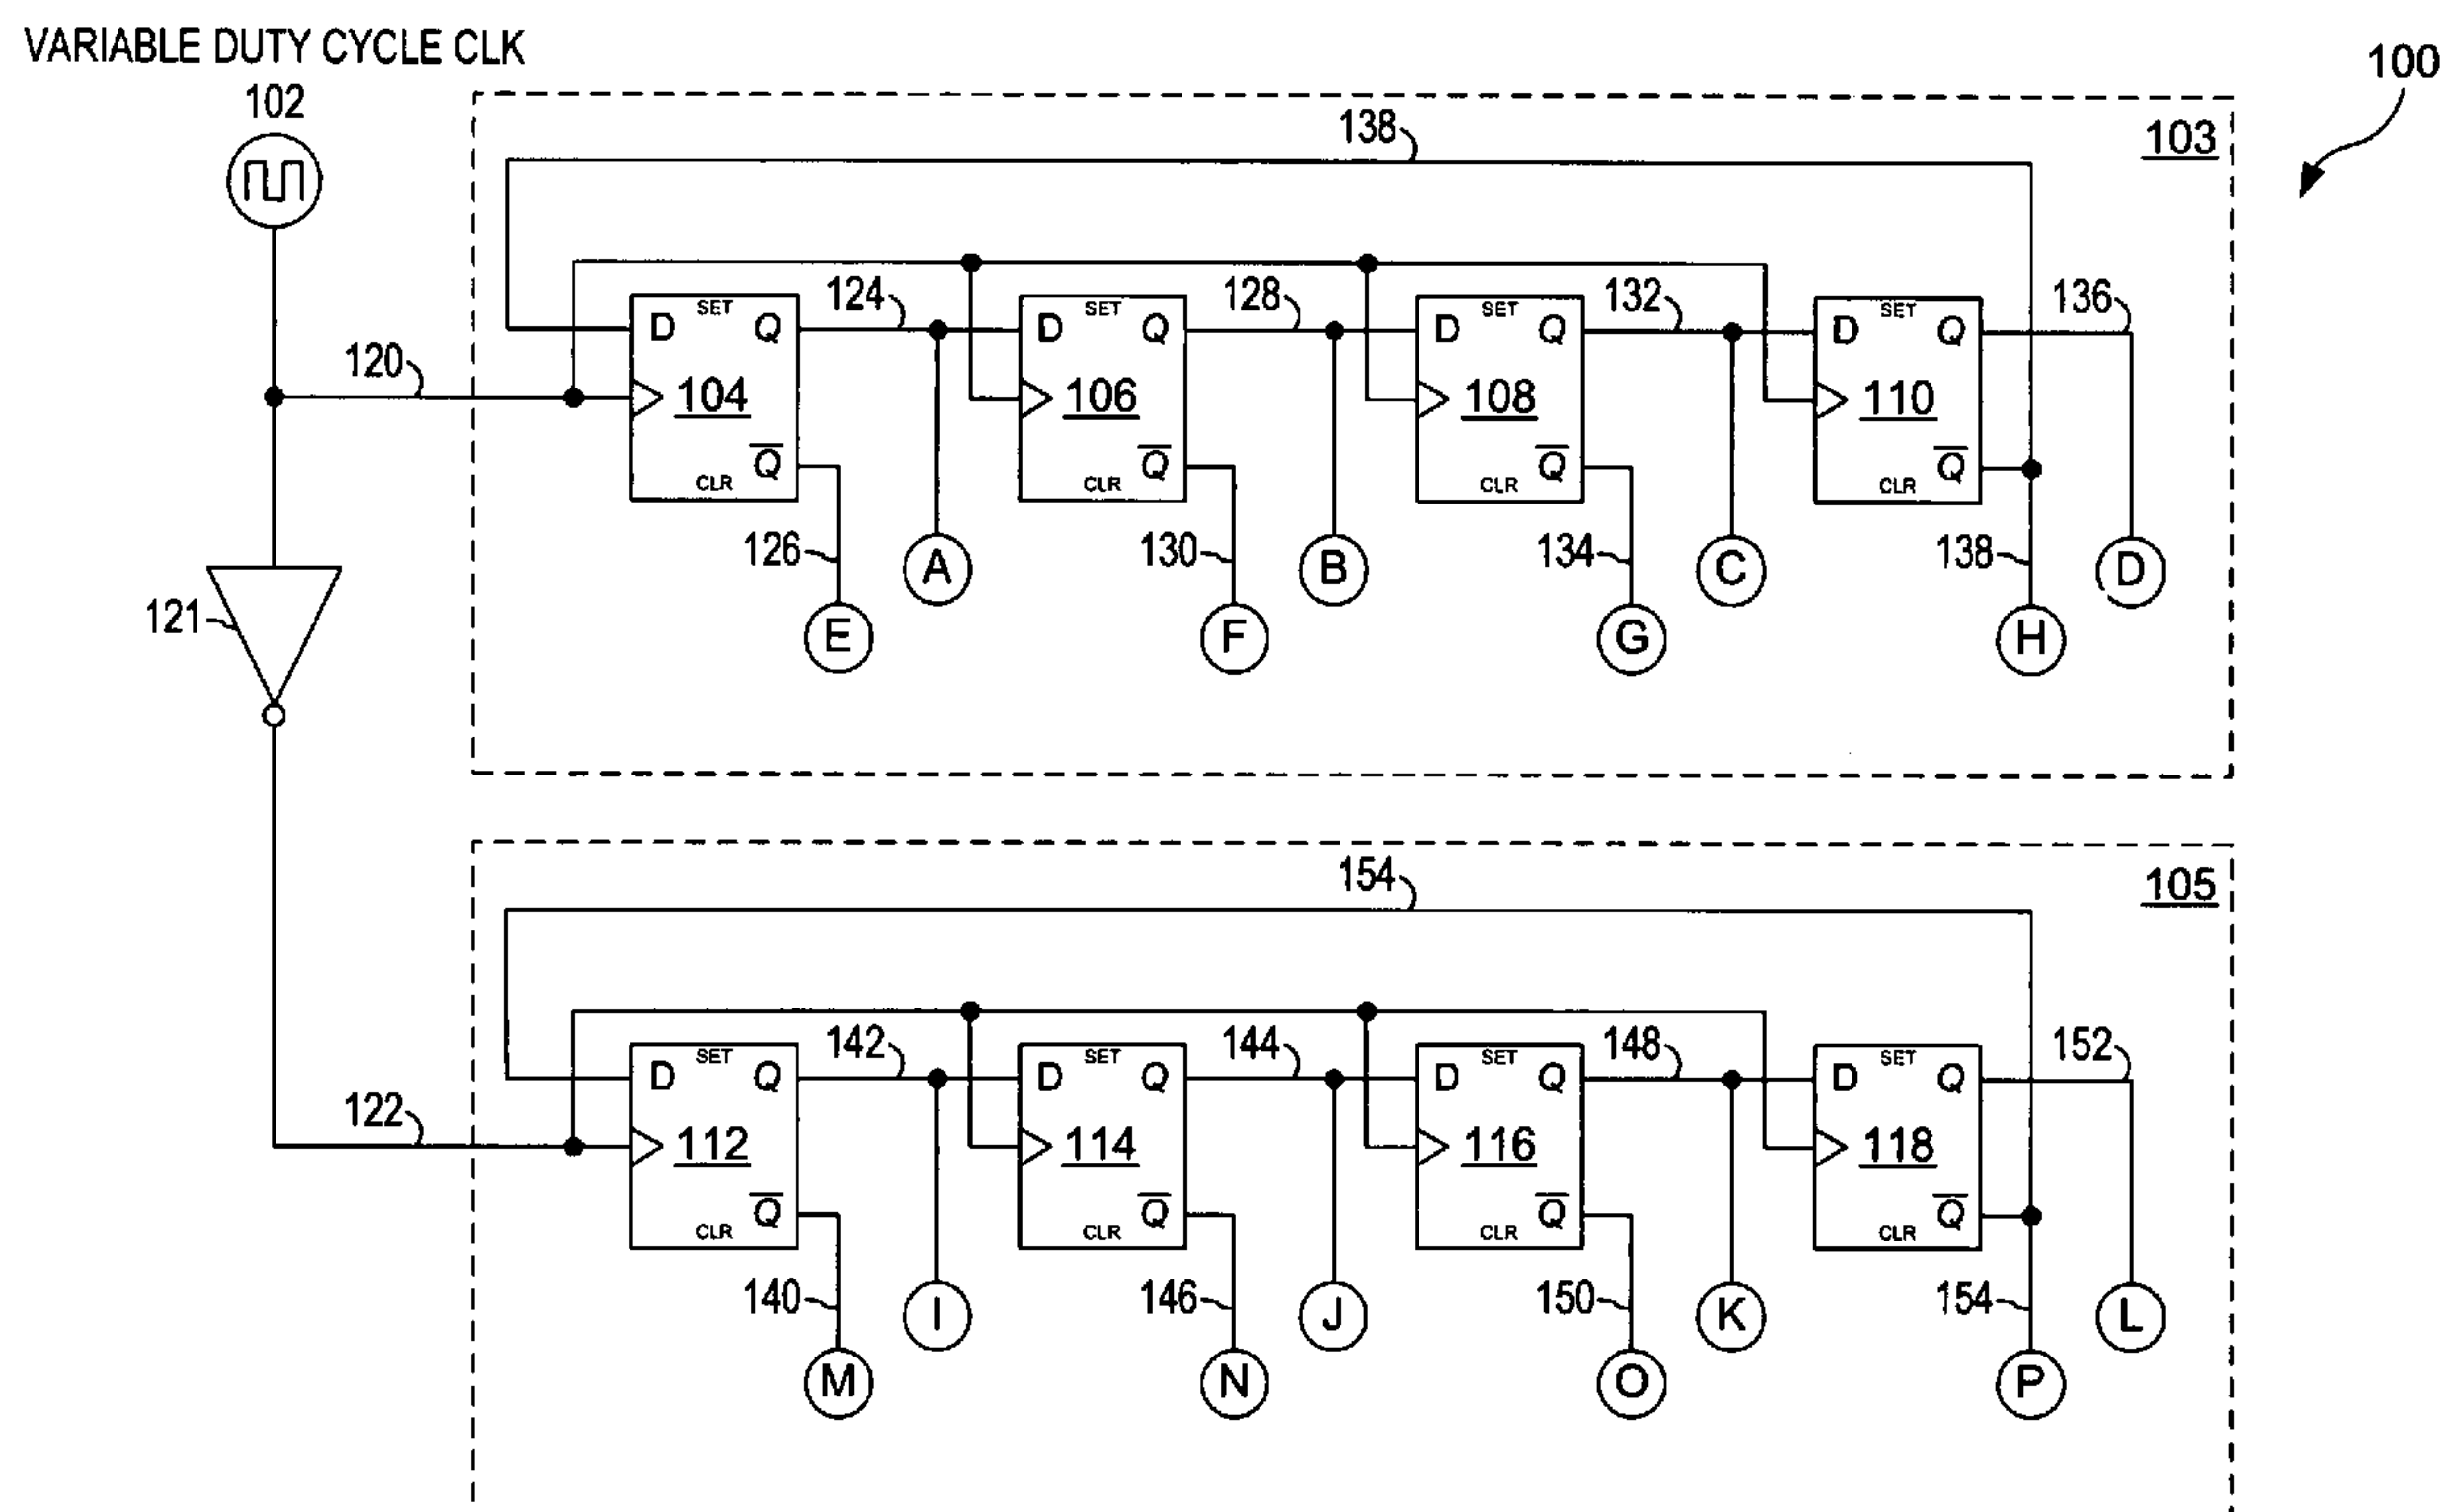 VARIABLE DUTY CYCLE CLK
100
102
138
103
124
128
132
136
SET
SET
SET
SET
D Q
D Q
D Q
D Q
120
104
106
108
110
Q̅
Q̅
Q̅
Q̅
CLR
CLR
CLR
CLR
126
A
130
B
134
C
138
D
121
E
F
G
H
154
105
142
144
148
152
SET
SET
SET
SET
D Q
D Q
D Q
D Q
122
112
114
116
118
Q̅
Q̅
Q̅
Q̅
CLR
CLR
CLR
CLR
140
I
146
J
150
K
154
L
M
N
O
P